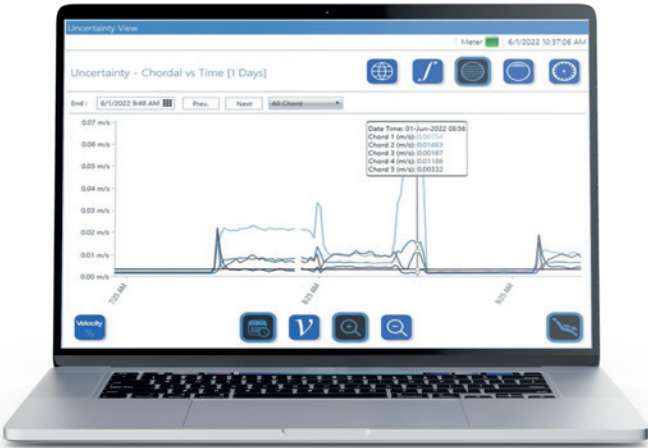 Uncertainty View
Meter 6/1/2022 10:37:06 AM
Uncertainty - Chordal vs Time [1 Days]
End : 6/1/2022 9:48 AM Prev. Next All Chord
0.07 m/s
0.06 m/s
0.05 m/s
0.04 m/s
0.03 m/s
0.02 m/s
0.01 m/s
0.00 m/s
Date Time: 01-Jun-2022 08:56
Chord 1 (m/s): 0.06754
Chord 2 (m/s): 0.01483
Chord 3 (m/s): 0.00187
Chord 4 (m/s): 0.01186
Chord 5 (m/s): 0.00332
7:25 AM
8:25 AM
9:25 AM
Velocity
V